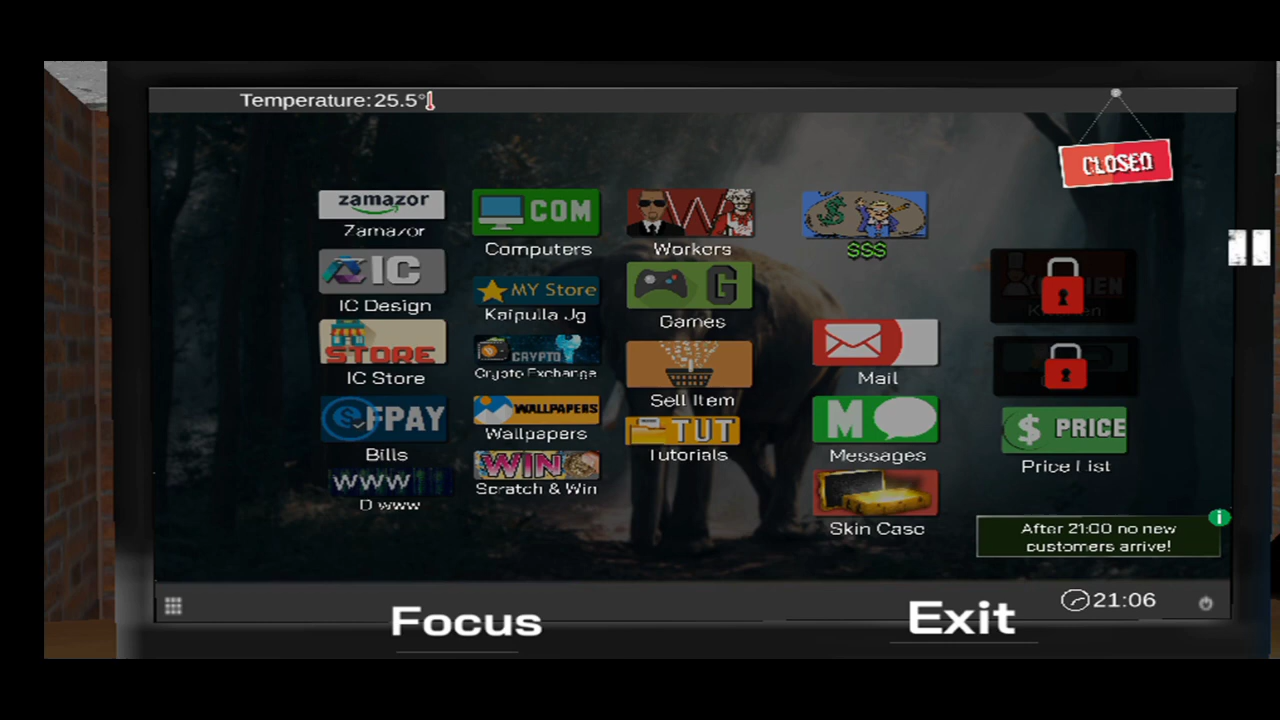 Temperature: 25.5°
CLOSED
zamazor
Zamazor
COM
Computers
W
Workers
$$$
IC
IC Design
MY Store
Kaipulla Jg
G
Games
STORE
IC Store
CRYPTO
Crypto Exchange
Sell Item
Mail
FPAY
Bills
WALLPAPERS
Wallpapers
TUT
Tutorials
M
Messages
$ PRICE
Price List
www
D www
WIN
Scratch & Win
Skin Case
After 21:00 no new
customers arrive!
i
21:06
Focus
Exit